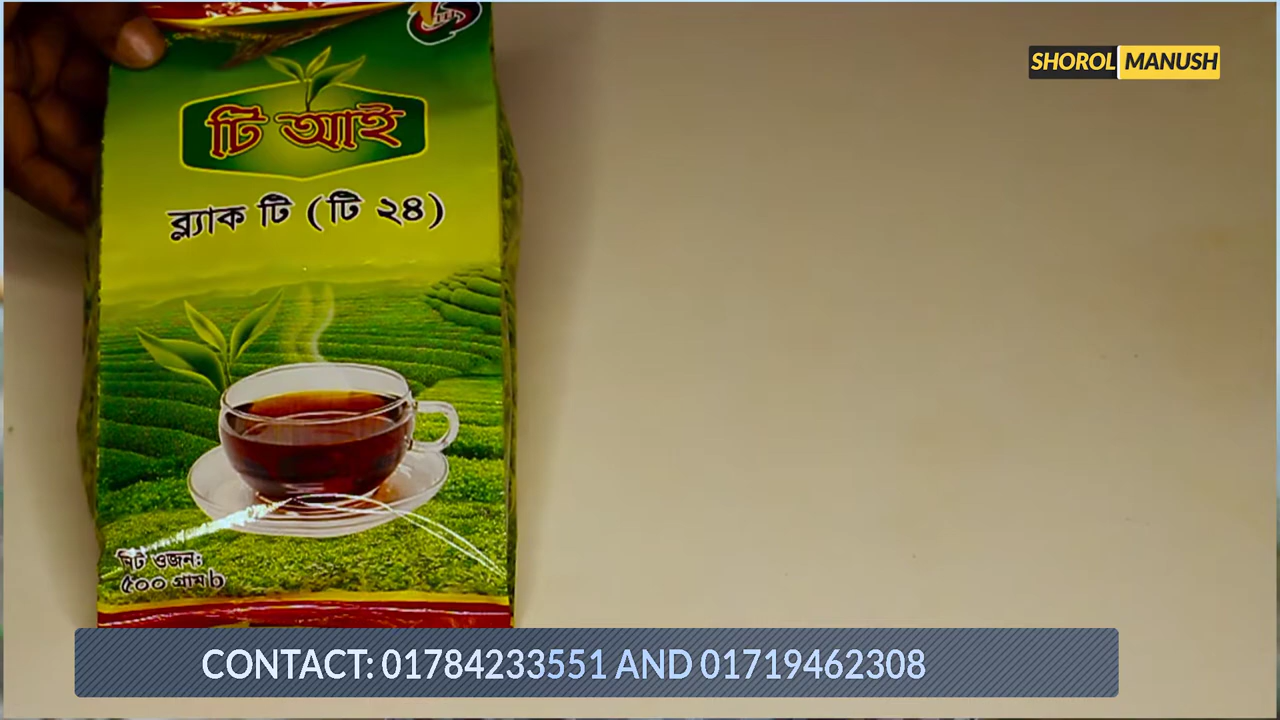 SHOROL MANUSH
টি আই
ব্ল্যাক টি (টি ২৪)
নিট ওজন:
৫০০ গ্রাম
CONTACT: 01784233551 AND 01719462308